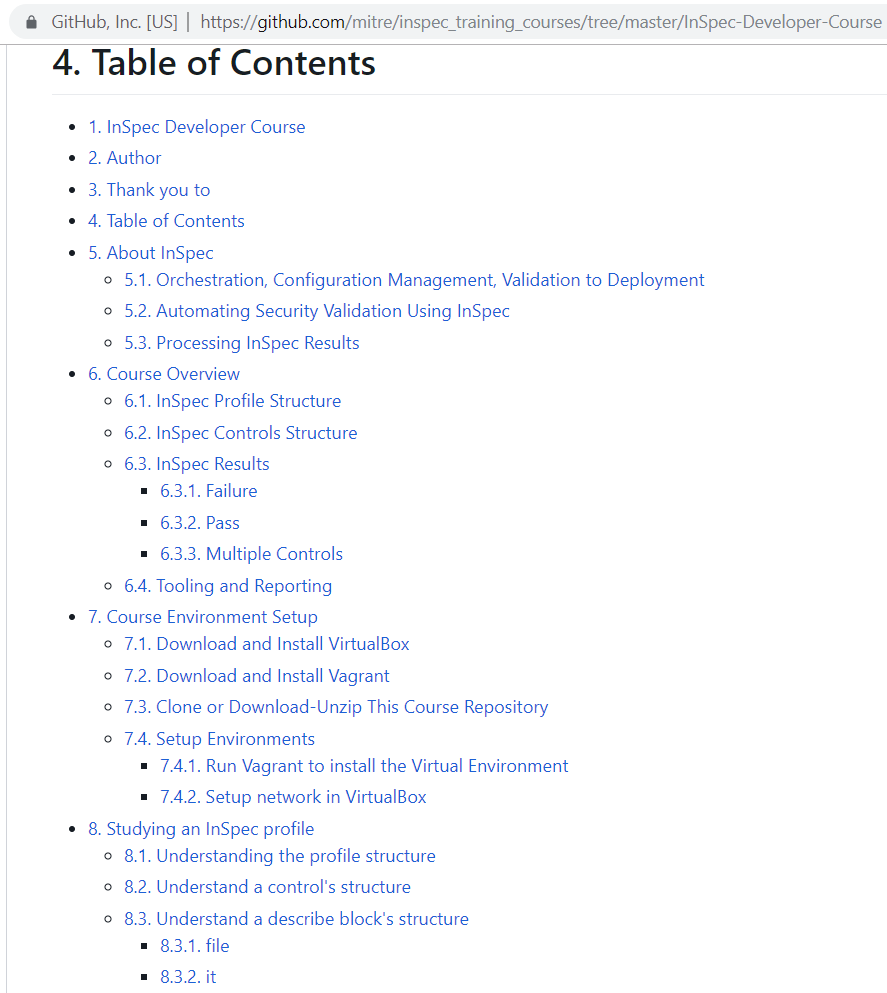 GitHub, Inc. [US] | https://github.com/mitre/inspec_training_courses/tree/master/InSpec-Developer-Course
4. Table of Contents
1. InSpec Developer Course
2. Author
3. Thank you to
4. Table of Contents
5. About InSpec
5.1. Orchestration, Configuration Management, Validation to Deployment
5.2. Automating Security Validation Using InSpec
5.3. Processing InSpec Results
6. Course Overview
6.1. InSpec Profile Structure
6.2. InSpec Controls Structure
6.3. InSpec Results
6.3.1. Failure
6.3.2. Pass
6.3.3. Multiple Controls
6.4. Tooling and Reporting
7. Course Environment Setup
7.1. Download and Install VirtualBox
7.2. Download and Install Vagrant
7.3. Clone or Download-Unzip This Course Repository
7.4. Setup Environments
7.4.1. Run Vagrant to install the Virtual Environment
7.4.2. Setup network in VirtualBox
8. Studying an InSpec profile
8.1. Understanding the profile structure
8.2. Understand a control's structure
8.3. Understand a describe block's structure
8.3.1. file
8.3.2. it